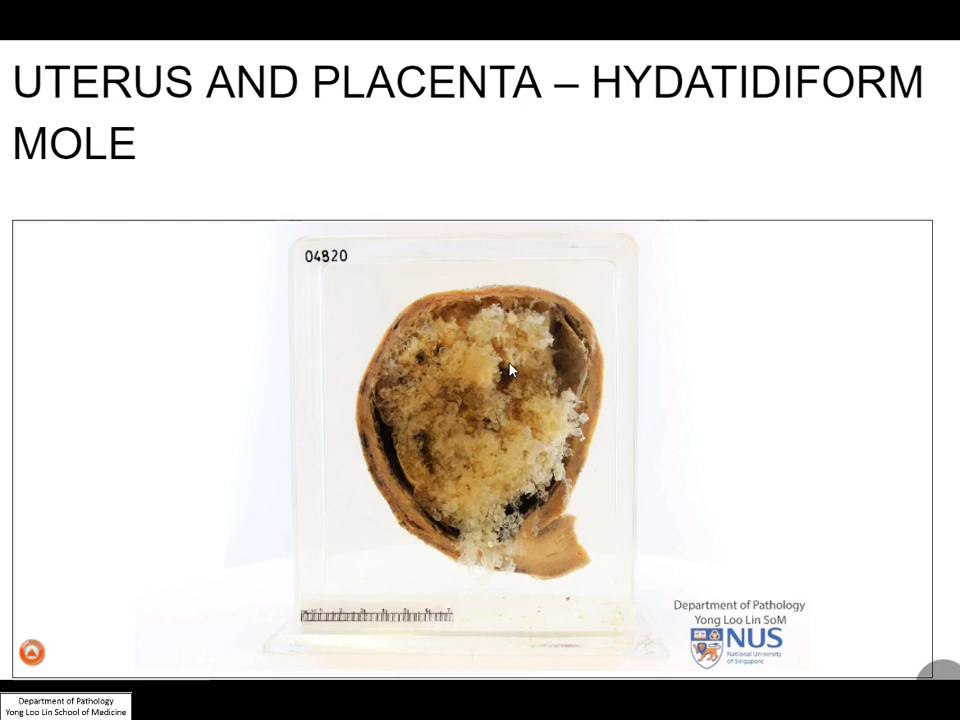 UTERUS AND PLACENTA – HYDATIDIFORM
MOLE
04820
Department of Pathology
Yong Loo Lin SoM
NUS
National University
of Singapore
Department of Pathology
Yong Loo Lin School of Medicine